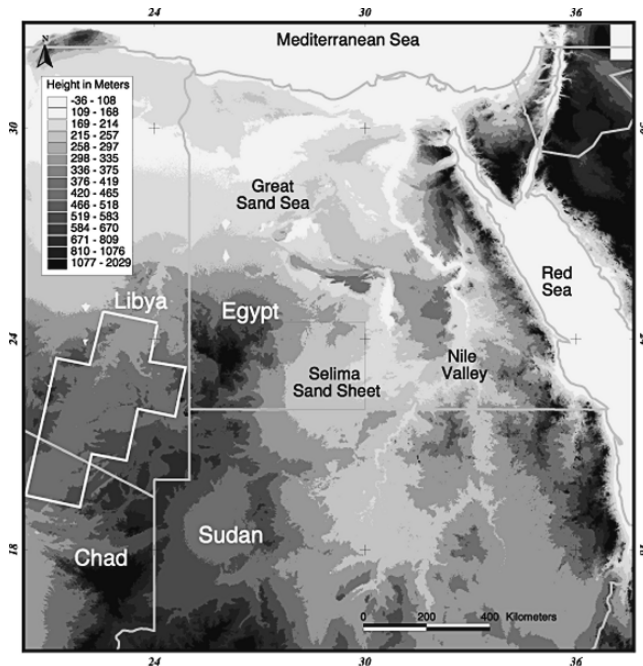 24 30 36
Mediterranean Sea
N
Height in Meters
-36 - 108
109 - 168
169 - 214
215 - 257
258 - 297
298 - 335
336 - 375
376 - 419
420 - 465
466 - 518
519 - 583
584 - 670
671 - 809
810 - 1076
1077 - 2029
30 30
Great
Sand Sea
Red
Sea
Libya
Egypt
24 24
Selima
Sand Sheet
Nile
Valley
Sudan
18 18
Chad
0 200 400 Kilometers
24 30 36